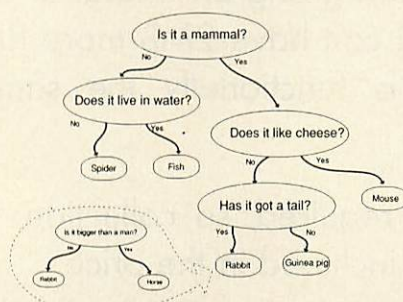 Is it a mammal?
No
Yes
Does it live in water?
No
Yes
Does it like cheese?
No
Yes
Spider
Fish
Mouse
Has it got a tail?
Yes
No
Rabbit
Guinea pig
Is it bigger than a man?
No
Yes
Rabbit
Horse